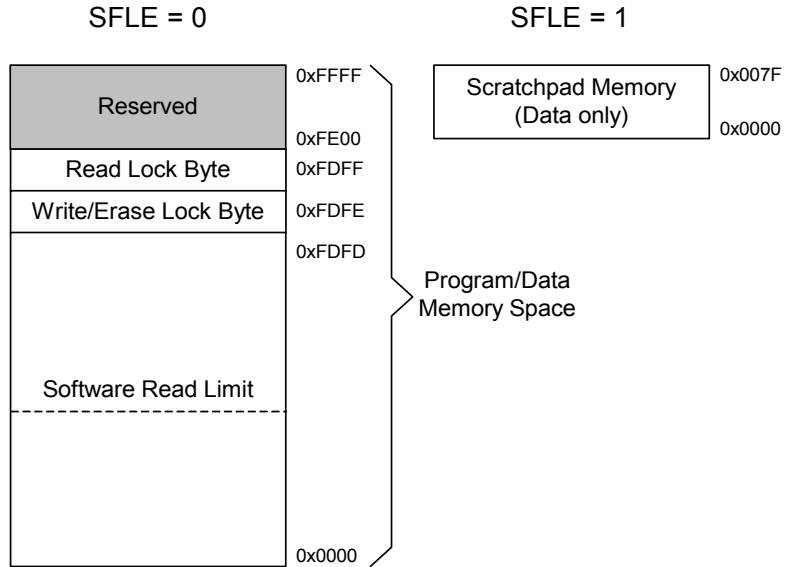 SFLE = 0
SFLE = 1
Reserved
0xFFFF
0xFE00
Read Lock Byte
0xFDFF
Write/Erase Lock Byte
0xFDFE
0xFDFD
Software Read Limit
0x0000
Program/Data
Memory Space
Scratchpad Memory
(Data only)
0x007F
0x0000